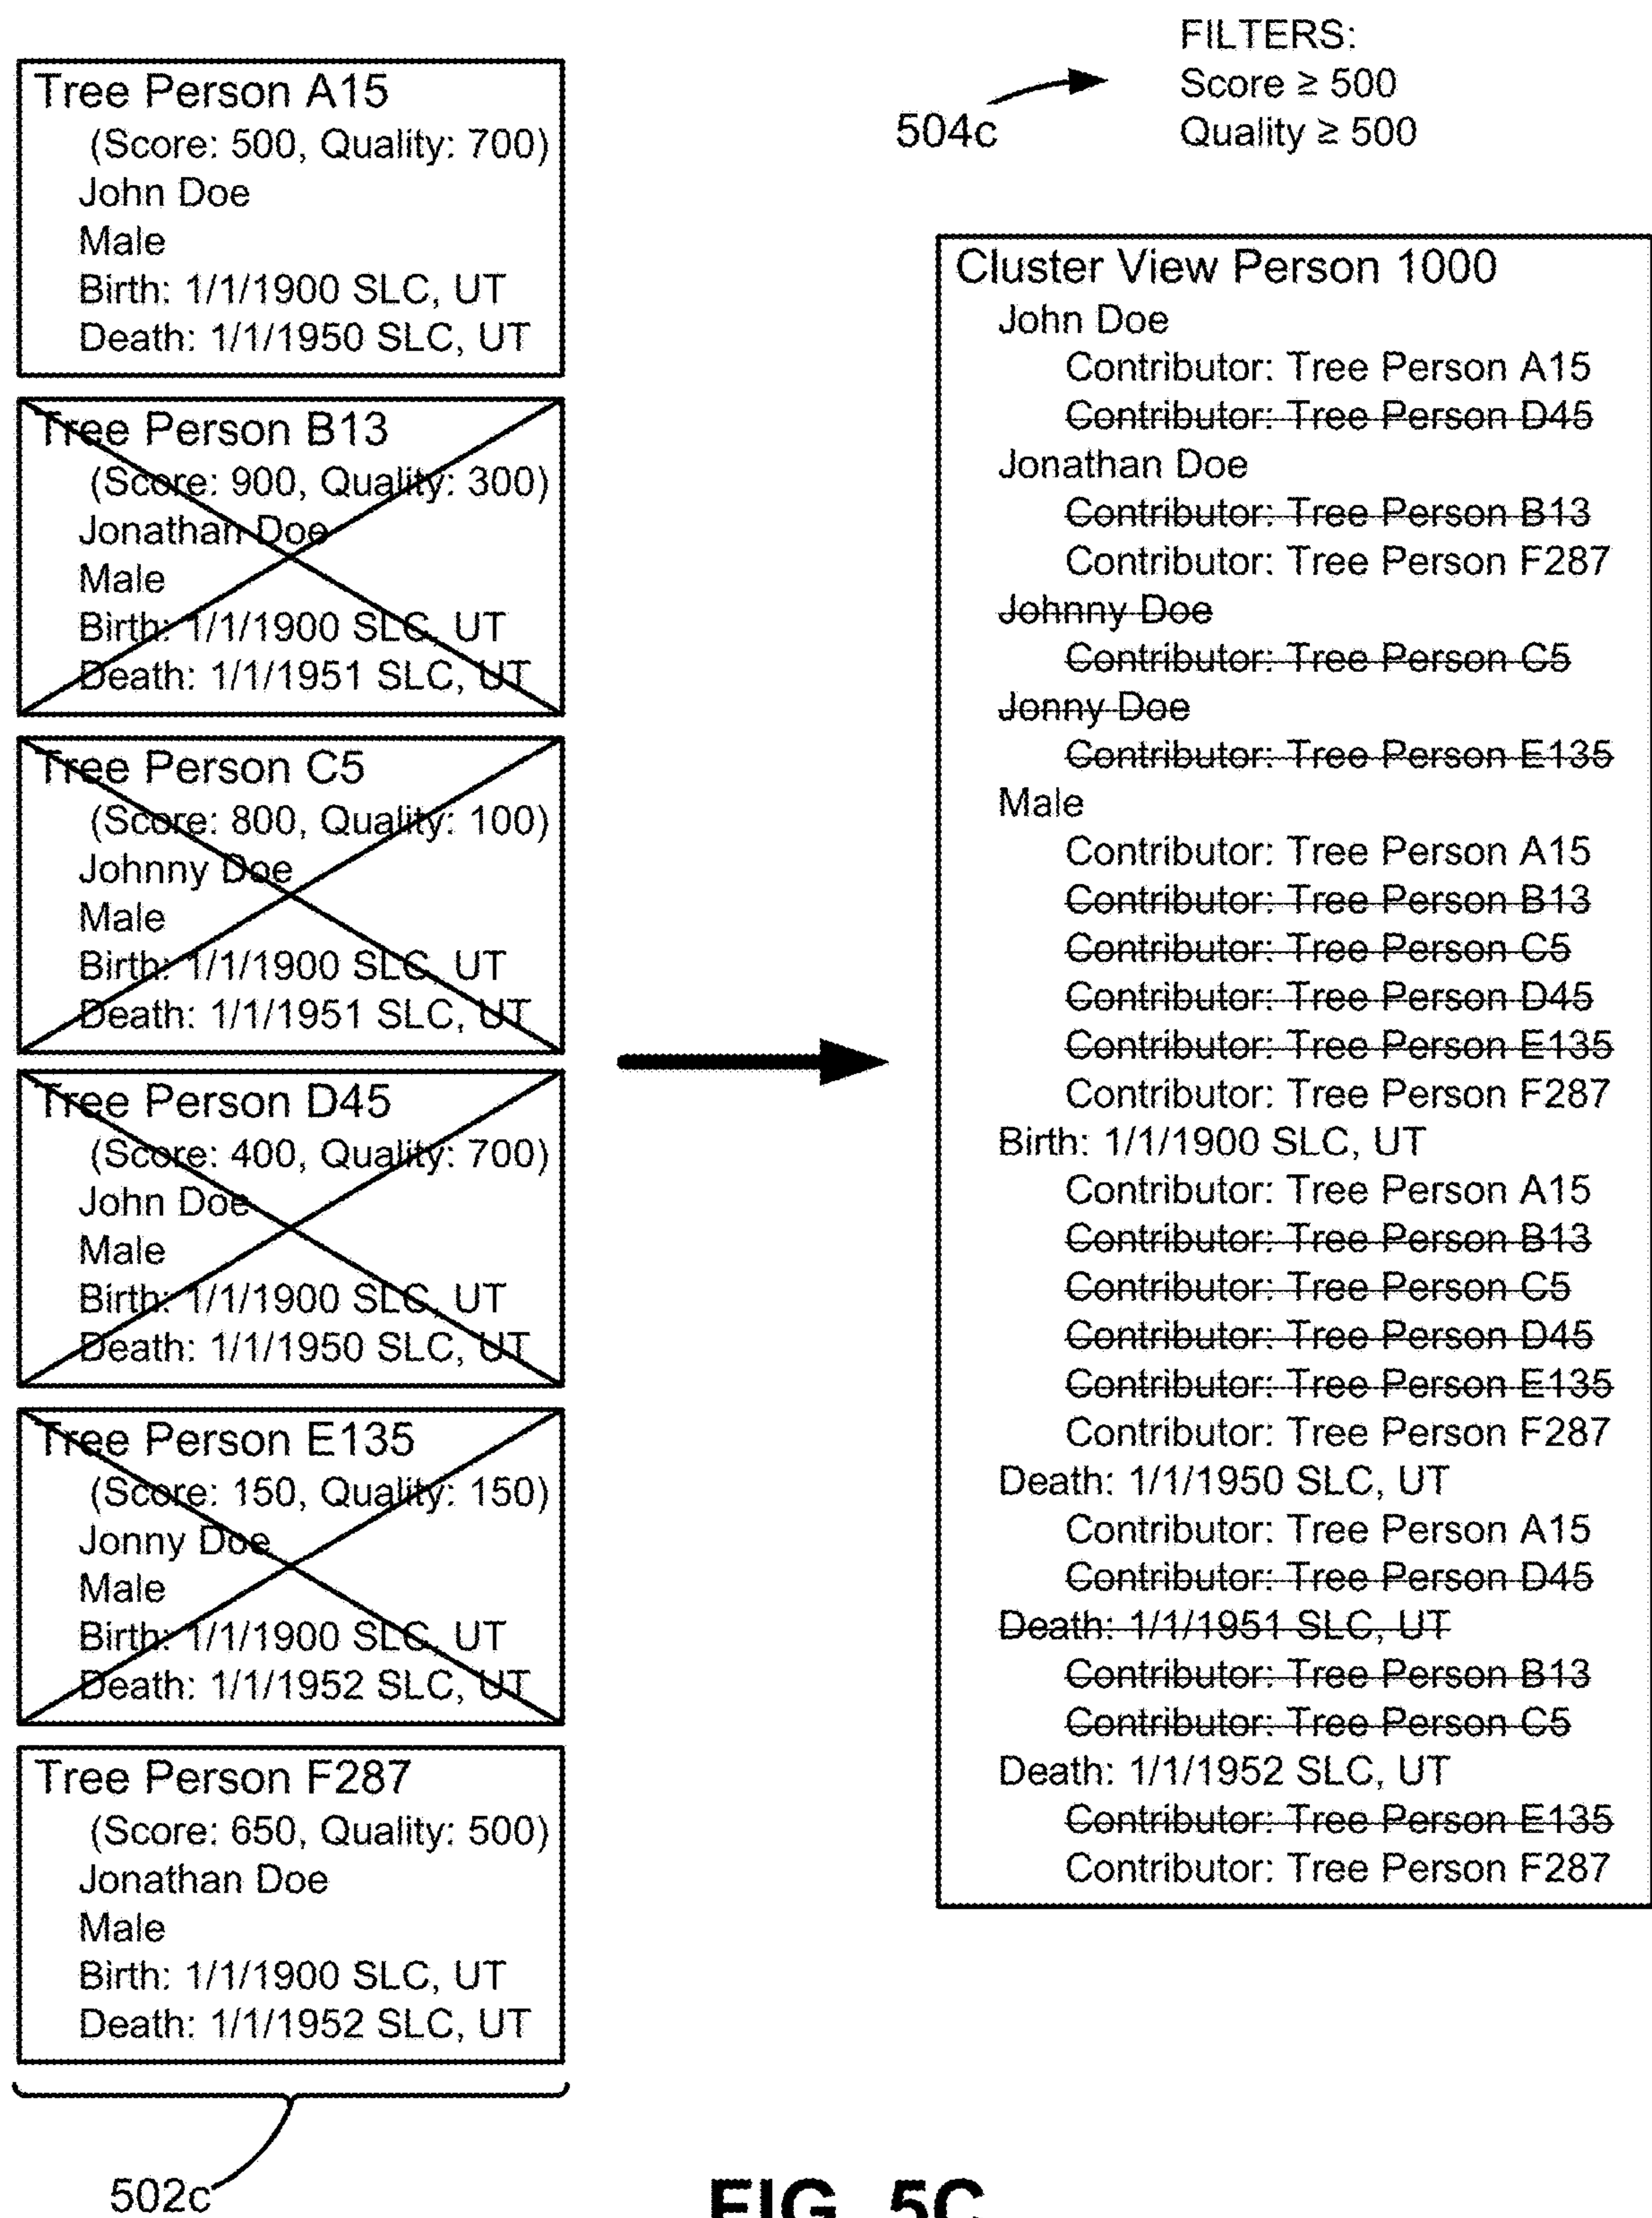 Tree Person A15
(Score: 500, Quality: 700)
John Doe
Male
Birth: 1/1/1900 SLC, UT
Death: 1/1/1950 SLC, UT
Tree Person B13
(Score: 900, Quality: 300)
Jonathan Doe
Male
Birth: 1/1/1900 SLC, UT
Death: 1/1/1951 SLC, UT
Tree Person C5
(Score: 800, Quality: 100)
Johnny Doe
Male
Birth: 1/1/1900 SLC, UT
Death: 1/1/1951 SLC, UT
Tree Person D45
(Score: 400, Quality: 700)
John Doe
Male
Birth: 1/1/1900 SLC, UT
Death: 1/1/1950 SLC, UT
Tree Person E135
(Score: 150, Quality: 150)
Jonny Doe
Male
Birth: 1/1/1900 SLC, UT
Death: 1/1/1952 SLC, UT
Tree Person F287
(Score: 650, Quality: 500)
Jonathan Doe
Male
Birth: 1/1/1900 SLC, UT
Death: 1/1/1952 SLC, UT
502c
504c
FILTERS:
Score ≥ 500
Quality ≥ 500
Cluster View Person 1000
John Doe
Contributor: Tree Person A15
Contributor: Tree Person D45
Jonathan Doe
Contributor: Tree Person B13
Contributor: Tree Person F287
Johnny Doe
Contributor: Tree Person C5
Jonny Doe
Contributor: Tree Person E135
Male
Contributor: Tree Person A15
Contributor: Tree Person B13
Contributor: Tree Person C5
Contributor: Tree Person D45
Contributor: Tree Person E135
Contributor: Tree Person F287
Birth: 1/1/1900 SLC, UT
Contributor: Tree Person A15
Contributor: Tree Person B13
Contributor: Tree Person C5
Contributor: Tree Person D45
Contributor: Tree Person E135
Contributor: Tree Person F287
Death: 1/1/1950 SLC, UT
Contributor: Tree Person A15
Contributor: Tree Person D45
Death: 1/1/1951 SLC, UT
Contributor: Tree Person B13
Contributor: Tree Person C5
Death: 1/1/1952 SLC, UT
Contributor: Tree Person E135
Contributor: Tree Person F287
FIG. 5C